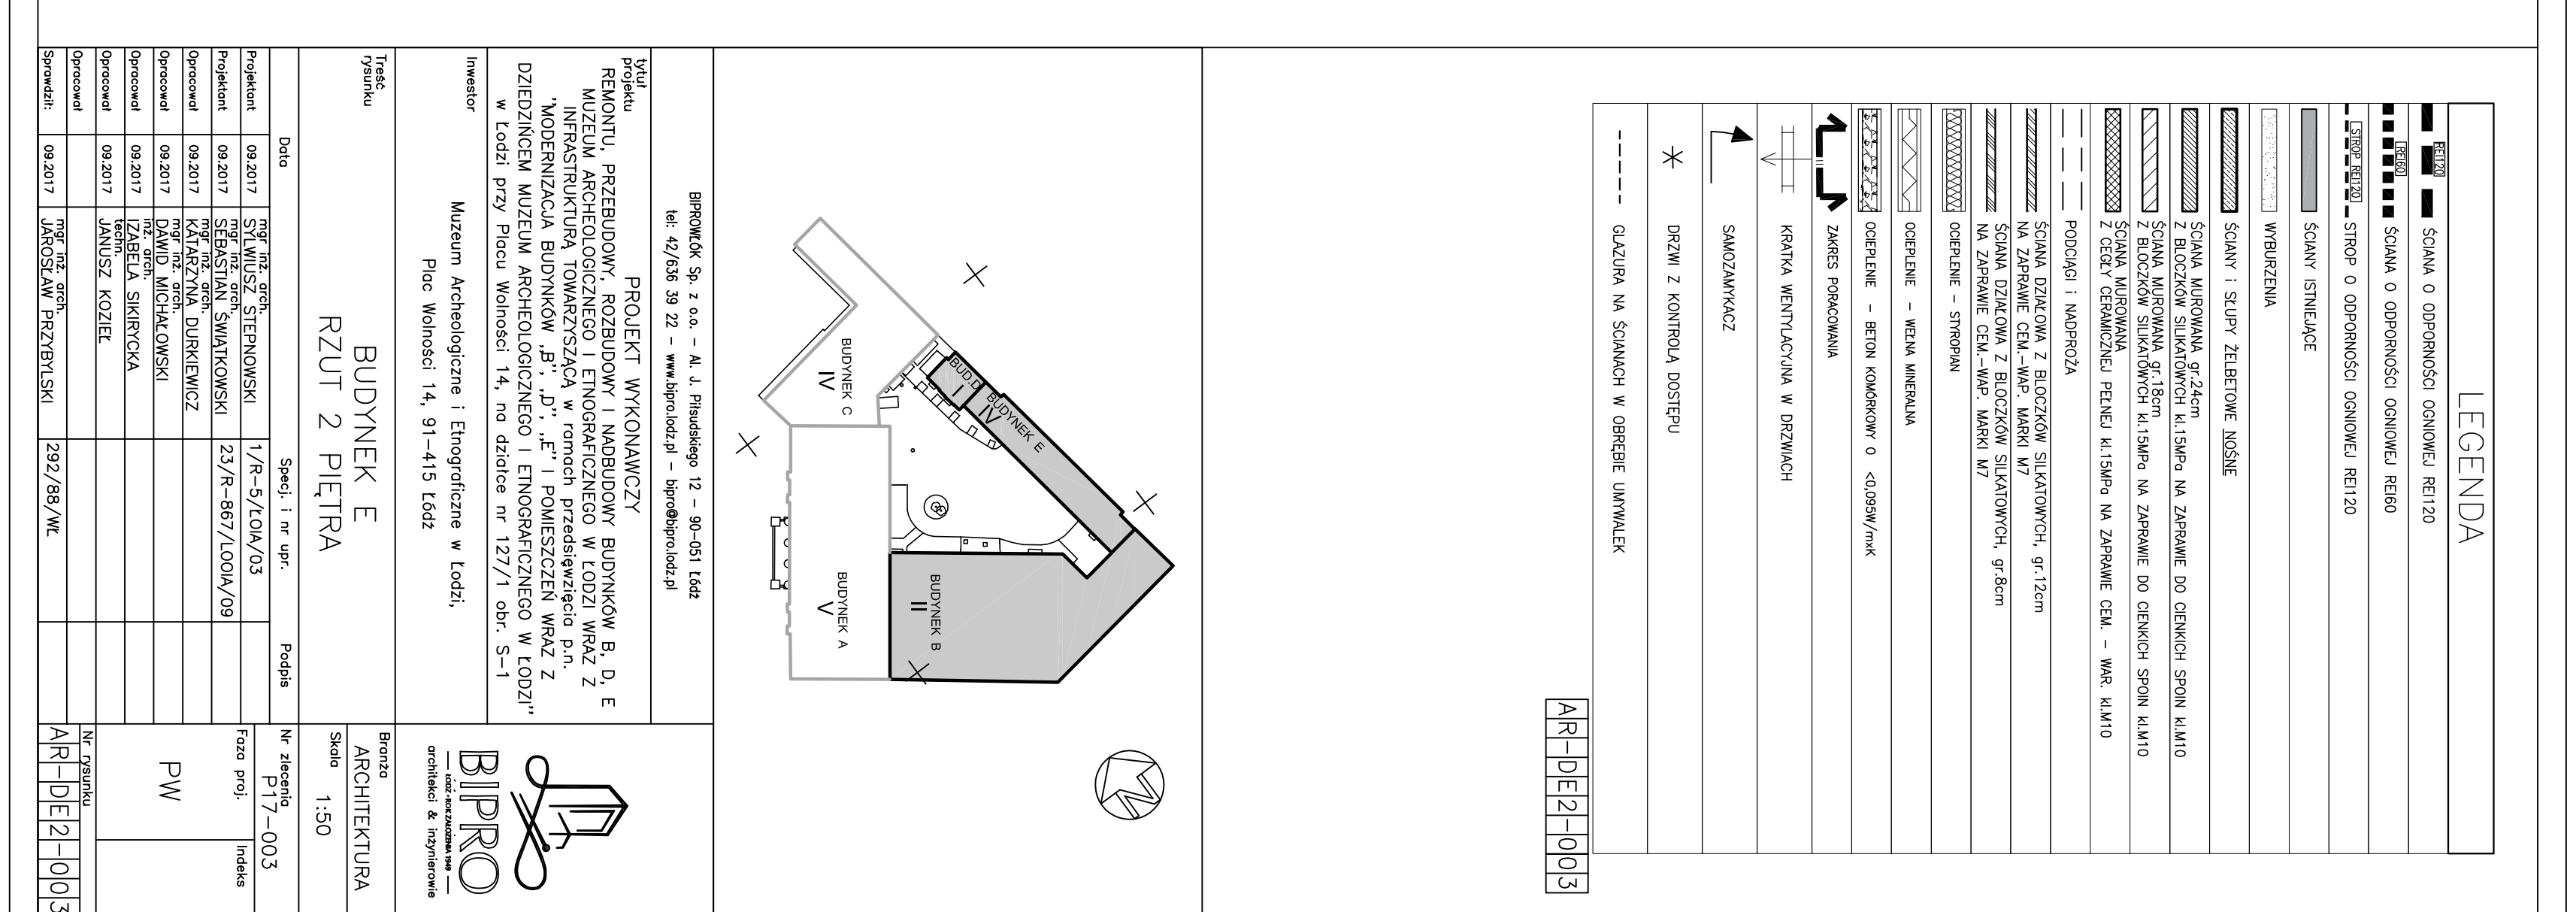 LEGENDA
REI120
ŚCIANA O ODPORNOŚCI OGNIOWEJ REI120
REI60
ŚCIANA O ODPORNOŚCI OGNIOWEJ REI60
STROP REI120
STROP O ODPORNOŚCI OGNIOWEJ REI120
ŚCIANY ISTNIEJĄCE
WYBURZENIA
ŚCIANY i SŁUPY ŻELBETOWE NOŚNE
ŚCIANA MUROWANA gr.24cm
Z BLOCZKÓW SILIKATOWYCH kl.15MPa NA ZAPRAWIE DO CIENKICH SPOIN kl.M10
ŚCIANA MUROWANA gr.18cm
Z BLOCZKÓW SILIKATOWYCH kl.15MPa NA ZAPRAWIE DO CIENKICH SPOIN kl.M10
ŚCIANA MUROWANA
Z CEGŁY CERAMICZNEJ PEŁNEJ kl.15MPa NA ZAPRAWIE CEM. – WAR. kl.M10
PODCIĄGI i NADPROŻA
ŚCIANA DZIAŁOWA Z BLOCZKÓW SILKATOWYCH, gr.12cm
NA ZAPRAWIE CEM.–WAP. MARKI M7
ŚCIANA DZIAŁOWA Z BLOCZKÓW SILIKATOWYCH, gr.8cm
NA ZAPRAWIE CEM.–WAP. MARKI M7
OCIEPLENIE – STYROPIAN
OCIEPLENIE – WEŁNA MINERALNA
OCIEPLENIE – BETON KOMÓRKOWY O <0,095W/mxK
ZAKRES PORACOWANIA
KRATKA WENTYLACYJNA W DRZWIACH
SAMOZAMYKACZ
DRZWI Z KONTROLĄ DOSTĘPU
GLAZURA NA ŚCIANACH W OBRĘBIE UMYWALEK
AR–DE2–003
BUDYNEK E
IV
BUD.D
I
BUDYNEK C
IV
BUDYNEK B
II
BUDYNEK A
V
BIPROWŁÓK Sp. z o.o. – Al. J. Piłsudskiego 12 – 90–051 Łódź
tel: 42/636 39 22 – www.bipro.lodz.pl – bipro@bipro.lodz.pl
tytuł
projektu
PROJEKT WYKONAWCZY
REMONTU, PRZEBUDOWY, ROZBUDOWY I NADBUDOWY BUDYNKÓW B, D, E
MUZEUM ARCHEOLOGICZNEGO I ETNOGRAFICZNEGO W ŁODZI WRAZ Z
INFRASTRUKTURĄ TOWARZYSZĄCĄ w ramach przedsięwzięcia p.n.
"MODERNIZACJA BUDYNKÓW „B”, „D”, „E” I POMIESZCZEŃ WRAZ Z
DZIEDZIŃCEM MUZEUM ARCHEOLOGICZNEGO I ETNOGRAFICZNEGO W ŁODZI”
w Łodzi przy Placu Wolności 14, na działce nr 127/1 obr. S–1
BIPRO
ŁÓDŹ • ROK ZAŁOŻENIA 1949
architekci & inżynierowie
Inwestor
Muzeum Archeologiczne i Etnograficzne w Łodzi,
Plac Wolności 14, 91–415 Łódź
Treść
rysunku
BUDYNEK E
RZUT 2 PIĘTRA
Branża
ARCHITEKTURA
Skala
1:50
Data
Specj. i nr upr.
Podpis
Nr zlecenia
P17–003
Projektant 09.2017 mgr inż. arch. SYLWIUSZ STEPNOWSKI 1/R–5/ŁOIA/03
Projektant 09.2017 mgr inż. arch. SEBASTIAN ŚWIĄTKOWSKI 23/R–867/LOOIA/09
Faza proj.
Indeks
PW
Opracował 09.2017 mgr inż. arch. KATARZYNA DURKIEWICZ
Opracował 09.2017 mgr inż. arch. DAWID MICHAŁOWSKI
Opracował 09.2017 inż. arch. IZABELA SIKIRYCKA
Opracował 09.2017 techn. JANUSZ KOZIEŁ
Opracował
Sprawdził: 09.2017 mgr inż. arch. JAROSŁAW PRZYBYLSKI 292/88/WŁ
Nr rysunku
AR–DE2–003